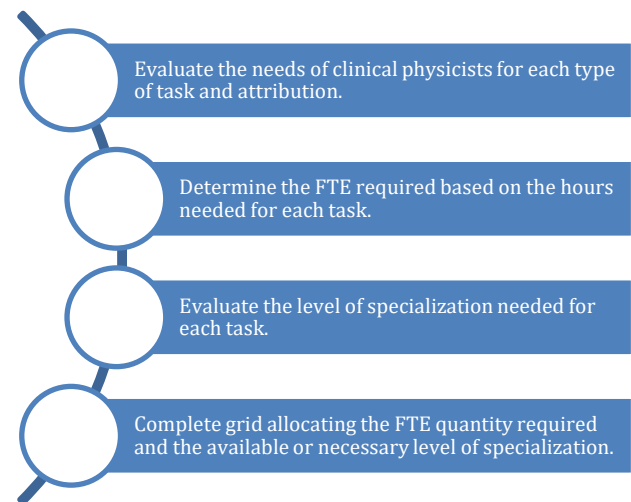 Evaluate the needs of clinical physicists for each type
of task and attribution.
Determine the FTE required based on the hours
needed for each task.
Evaluate the level of specialization needed for
each task.
Complete grid allocating the FTE quantity required
and the available or necessary level of specialization.